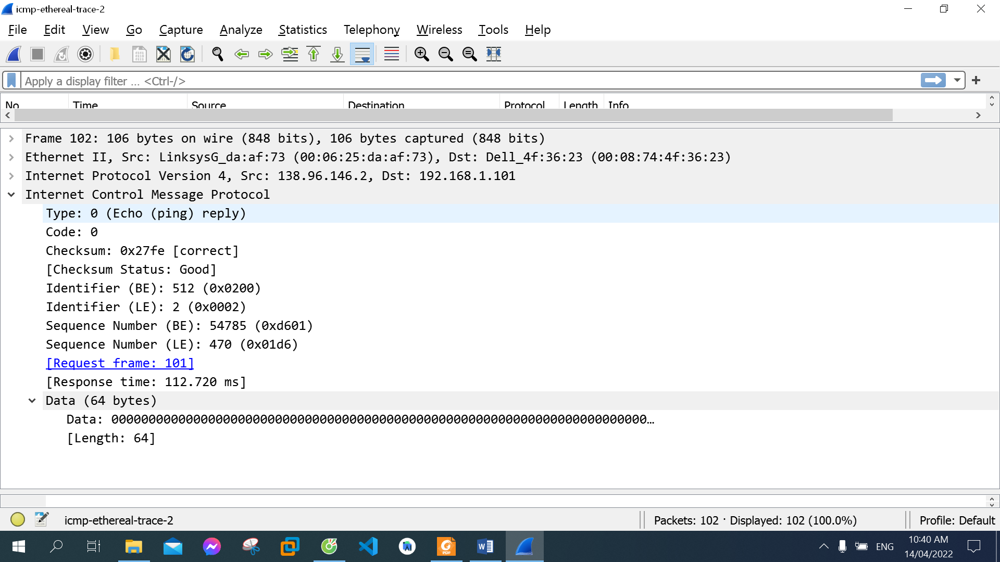 icmp-ethereal-trace-2
File Edit View Go Capture Analyze Statistics Telephony Wireless Tools Help
Apply a display filter … <Ctrl-/>
No. Time Source Destination Protocol Length Info
Frame 102: 106 bytes on wire (848 bits), 106 bytes captured (848 bits)
Ethernet II, Src: LinksysG_da:af:73 (00:06:25:da:af:73), Dst: Dell_4f:36:23 (00:08:74:4f:36:23)
Internet Protocol Version 4, Src: 138.96.146.2, Dst: 192.168.1.101
Internet Control Message Protocol
Type: 0 (Echo (ping) reply)
Code: 0
Checksum: 0x27fe [correct]
[Checksum Status: Good]
Identifier (BE): 512 (0x0200)
Identifier (LE): 2 (0x0002)
Sequence Number (BE): 54785 (0xd601)
Sequence Number (LE): 470 (0x01d6)
[Request frame: 101]
[Response time: 112.720 ms]
Data (64 bytes)
Data: 000000000000000000000000000000000000000000000000000000000000000000000000…
[Length: 64]
icmp-ethereal-trace-2
Packets: 102 · Displayed: 102 (100.0%)
Profile: Default
ENG
10:40 AM
14/04/2022